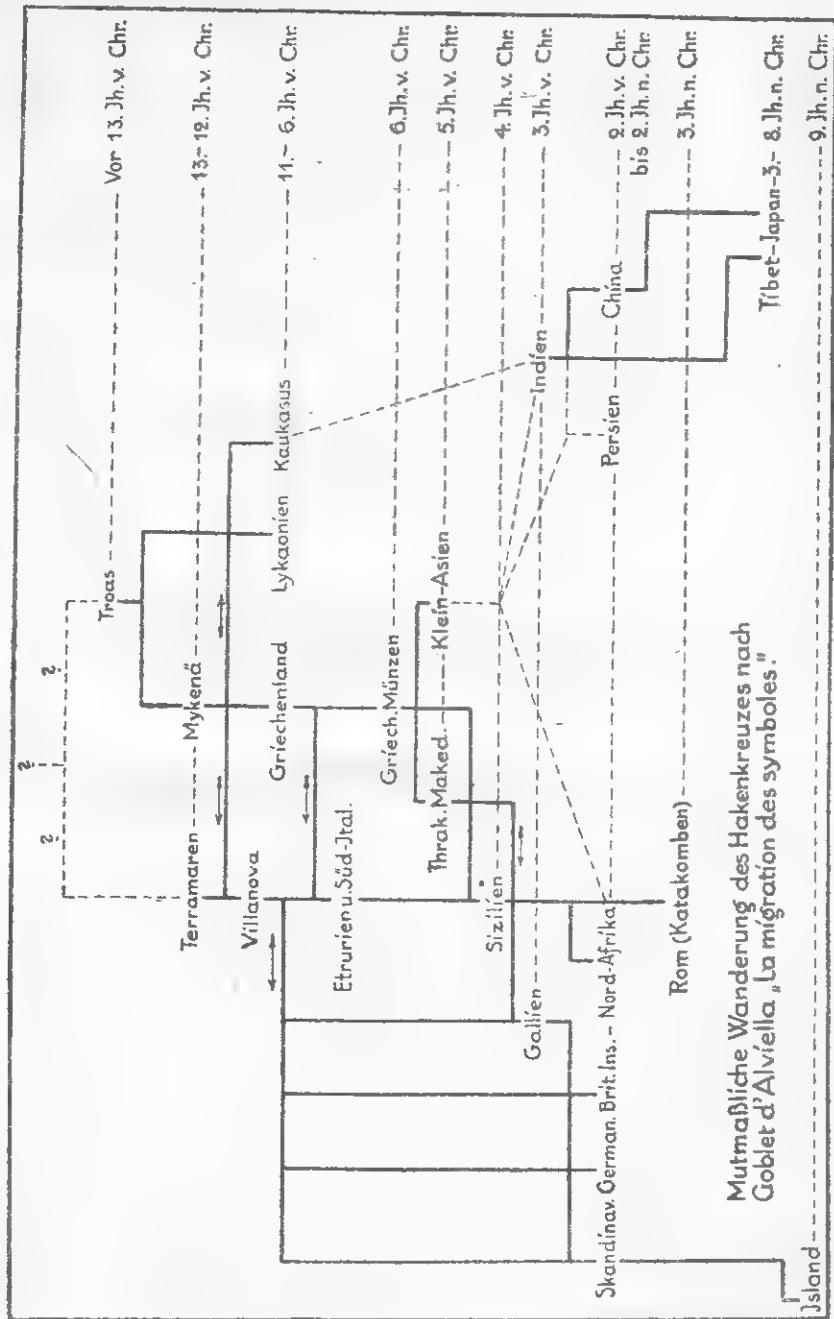 ? ? ?
Troas Vor 13. Jh. v. Chr.
Terramaren Mykenä 13.- 12. Jh. v. Chr.
Villanova
Griechenland Lykaonien Kaukasus 11.- 6. Jh. v. Chr.
Etrurien u. Süd-Jtal.
Griech. Münzen 6. Jh. v. Chr.
Thrak. Maked. Klein-Asien 5. Jh. v. Chr.
Sizilien 4. Jh. v. Chr.
Gallien Indien 3. Jh. v. Chr.
Skandinav. German. Brit. Ins. - Nord-Afrika Persien China 2. Jh. v. Chr.
bis 2. Jh. n. Chr.
Rom (Katakomben) 3. Jh. n. Chr.
Tibet-Japan-3.- 8. Jh. n. Chr.
Jsland 9. Jh. n. Chr.
Mutmaßliche Wanderung des Hakenkreuzes nach
Goblet d'Alviella „La migration des symboles."